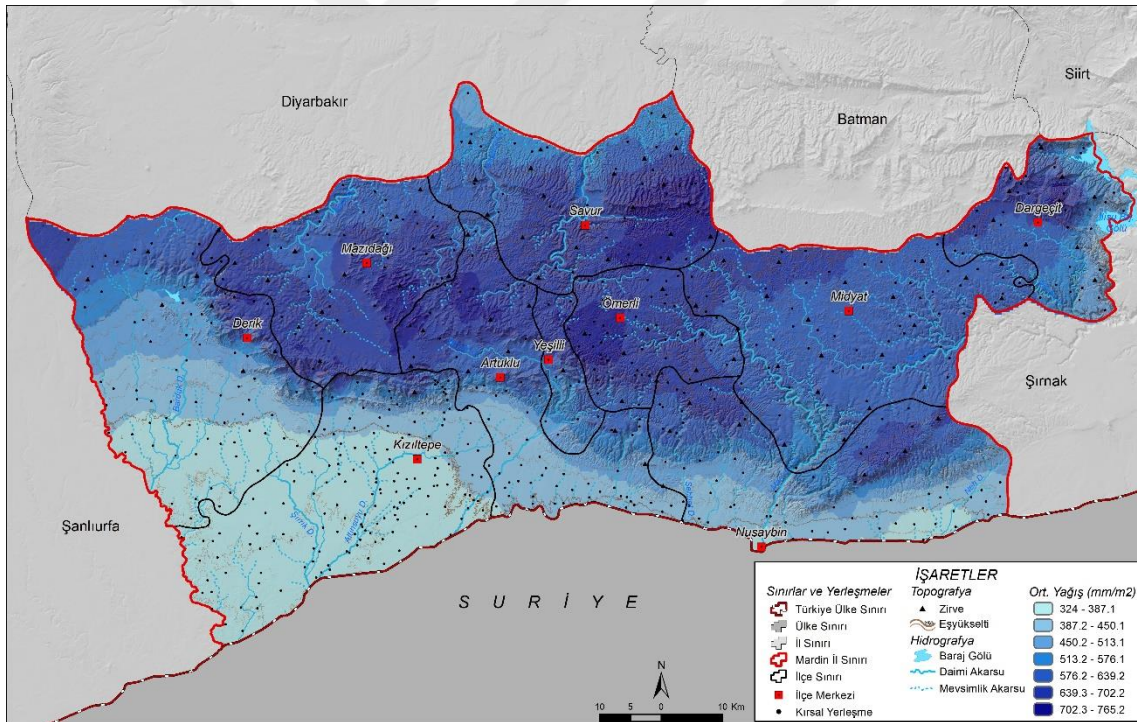 Siirt
Diyarbakır
Batman
Savur
Dargeçit
Mazıdağı
Gölü
Ömerli
Midyat
Derik
Yeşilli
Artuklu
Şırnak
Kızıltepe
Şanlıurfa
Nusaybin
SURİYE
İŞARETLER
Sınırlar ve Yerleşmeler
Türkiye Ülke Sınırı
Ülke Sınırı
İl Sınırı
Mardin İl Sınırı
İlçe Sınırı
İlçe Merkezi
Kırsal Yerleşme
Topografya
Zirve
Eşyükselti
Hidrografya
Baraj Gölü
Daimi Akarsu
Mevsimlik Akarsu
Ort. Yağış (mm/m2)
324 - 387.1
387.2 - 450.1
450.2 - 513.1
513.2 - 576.1
576.2 - 639.2
639.3 - 702.2
702.3 - 765.2
N
10 5 0 10 Km